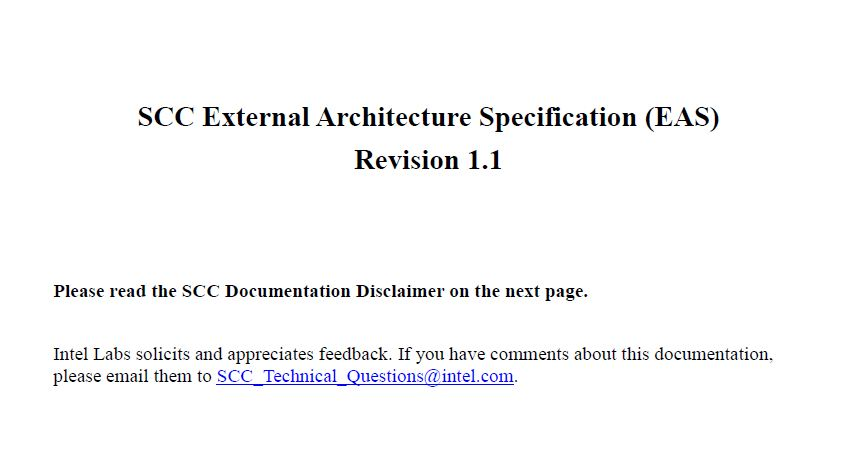 SCC External Architecture Specification (EAS)
Revision 1.1
Please read the SCC Documentation Disclaimer on the next page.
Intel Labs solicits and appreciates feedback. If you have comments about this documentation,
please email them to SCC_Technical_Questions@intel.com.